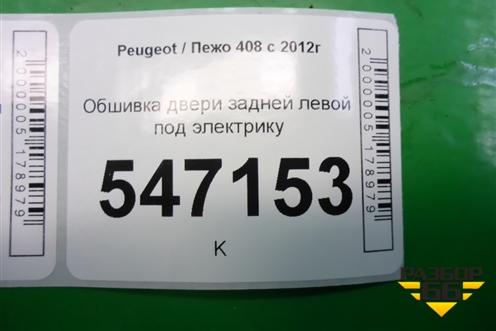 Peugeot / Пежо 408 с 2012г
Обшивка двери задней левой
под электрику
547153
К
2000005178979
2000005178979
РАЗБОР
66